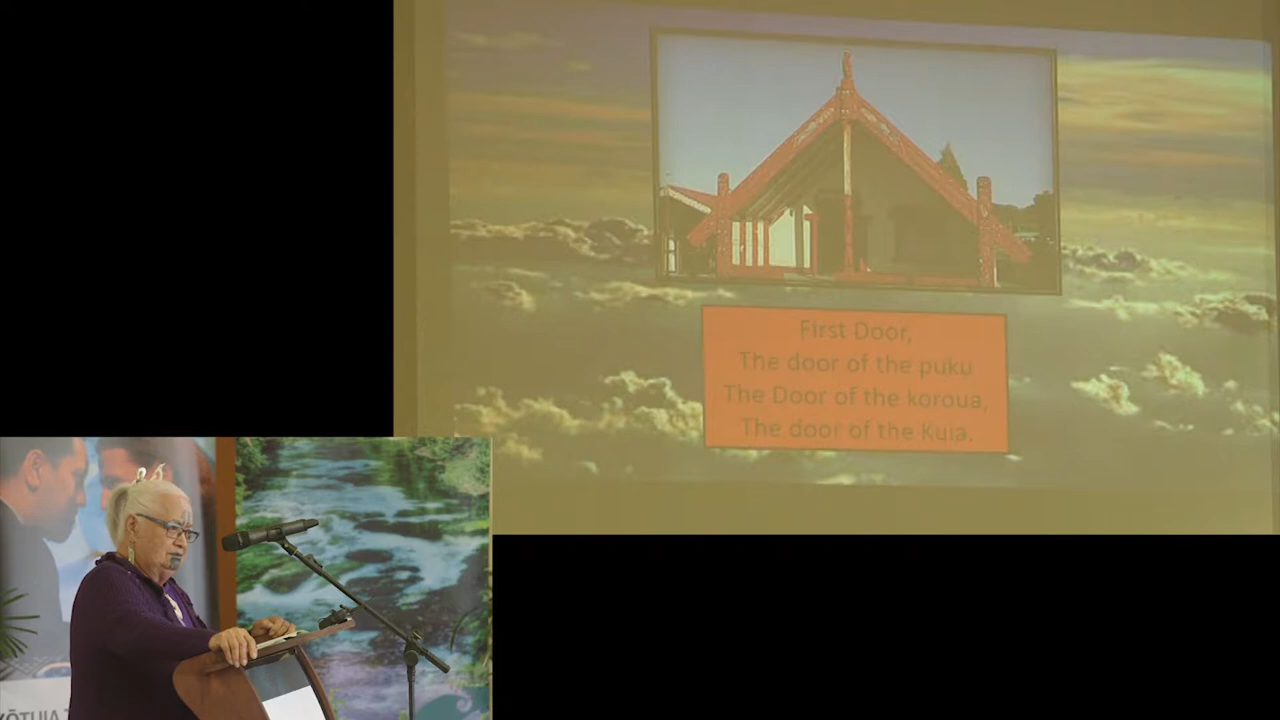 First Door,
The door of the puku
The Door of the koroua,
The door of the Kuia.